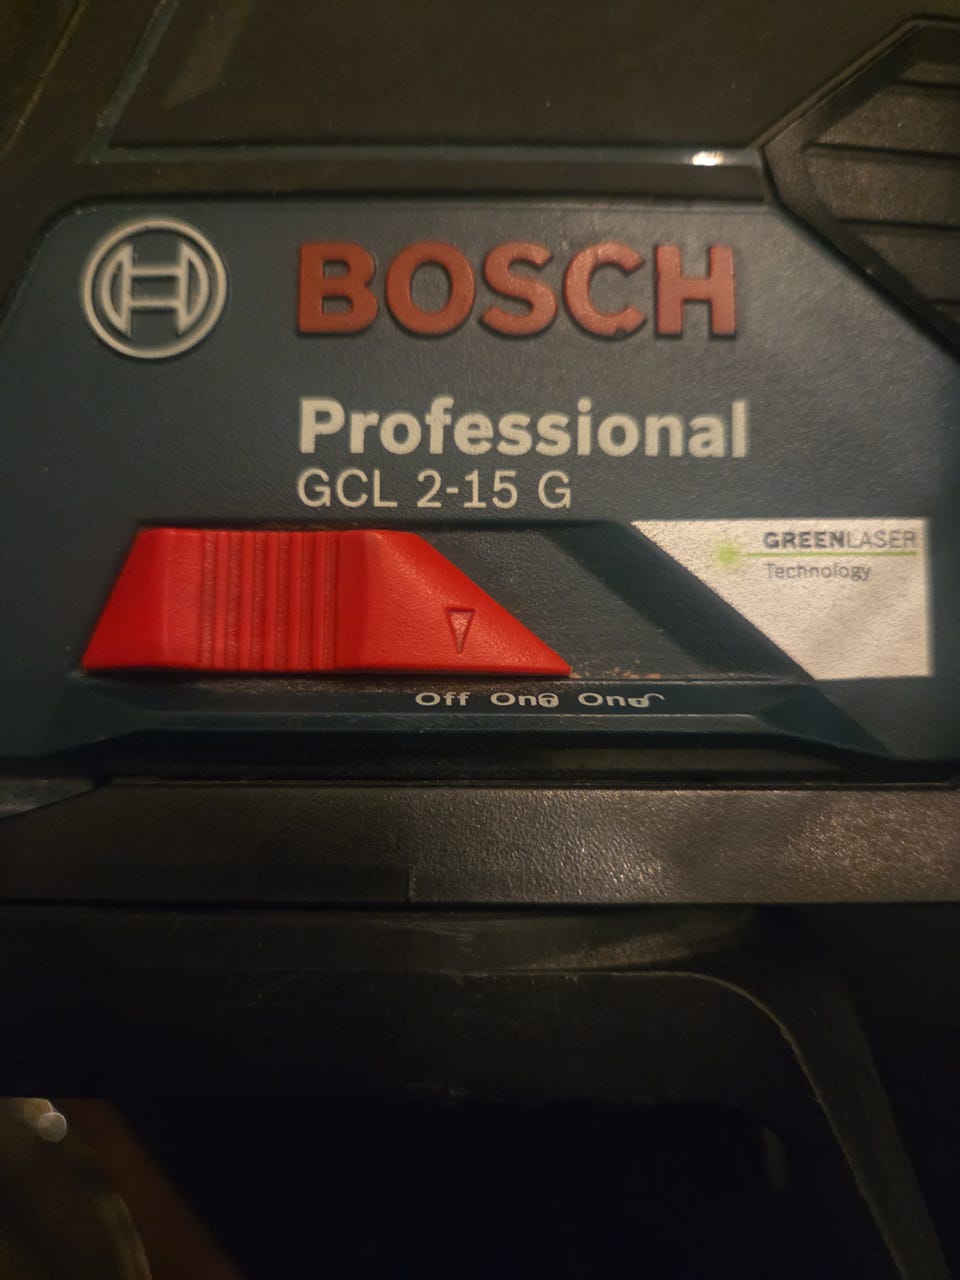 BOSCH
Professional
GCL 2-15 G
GREENLASER
Technology
Off On On